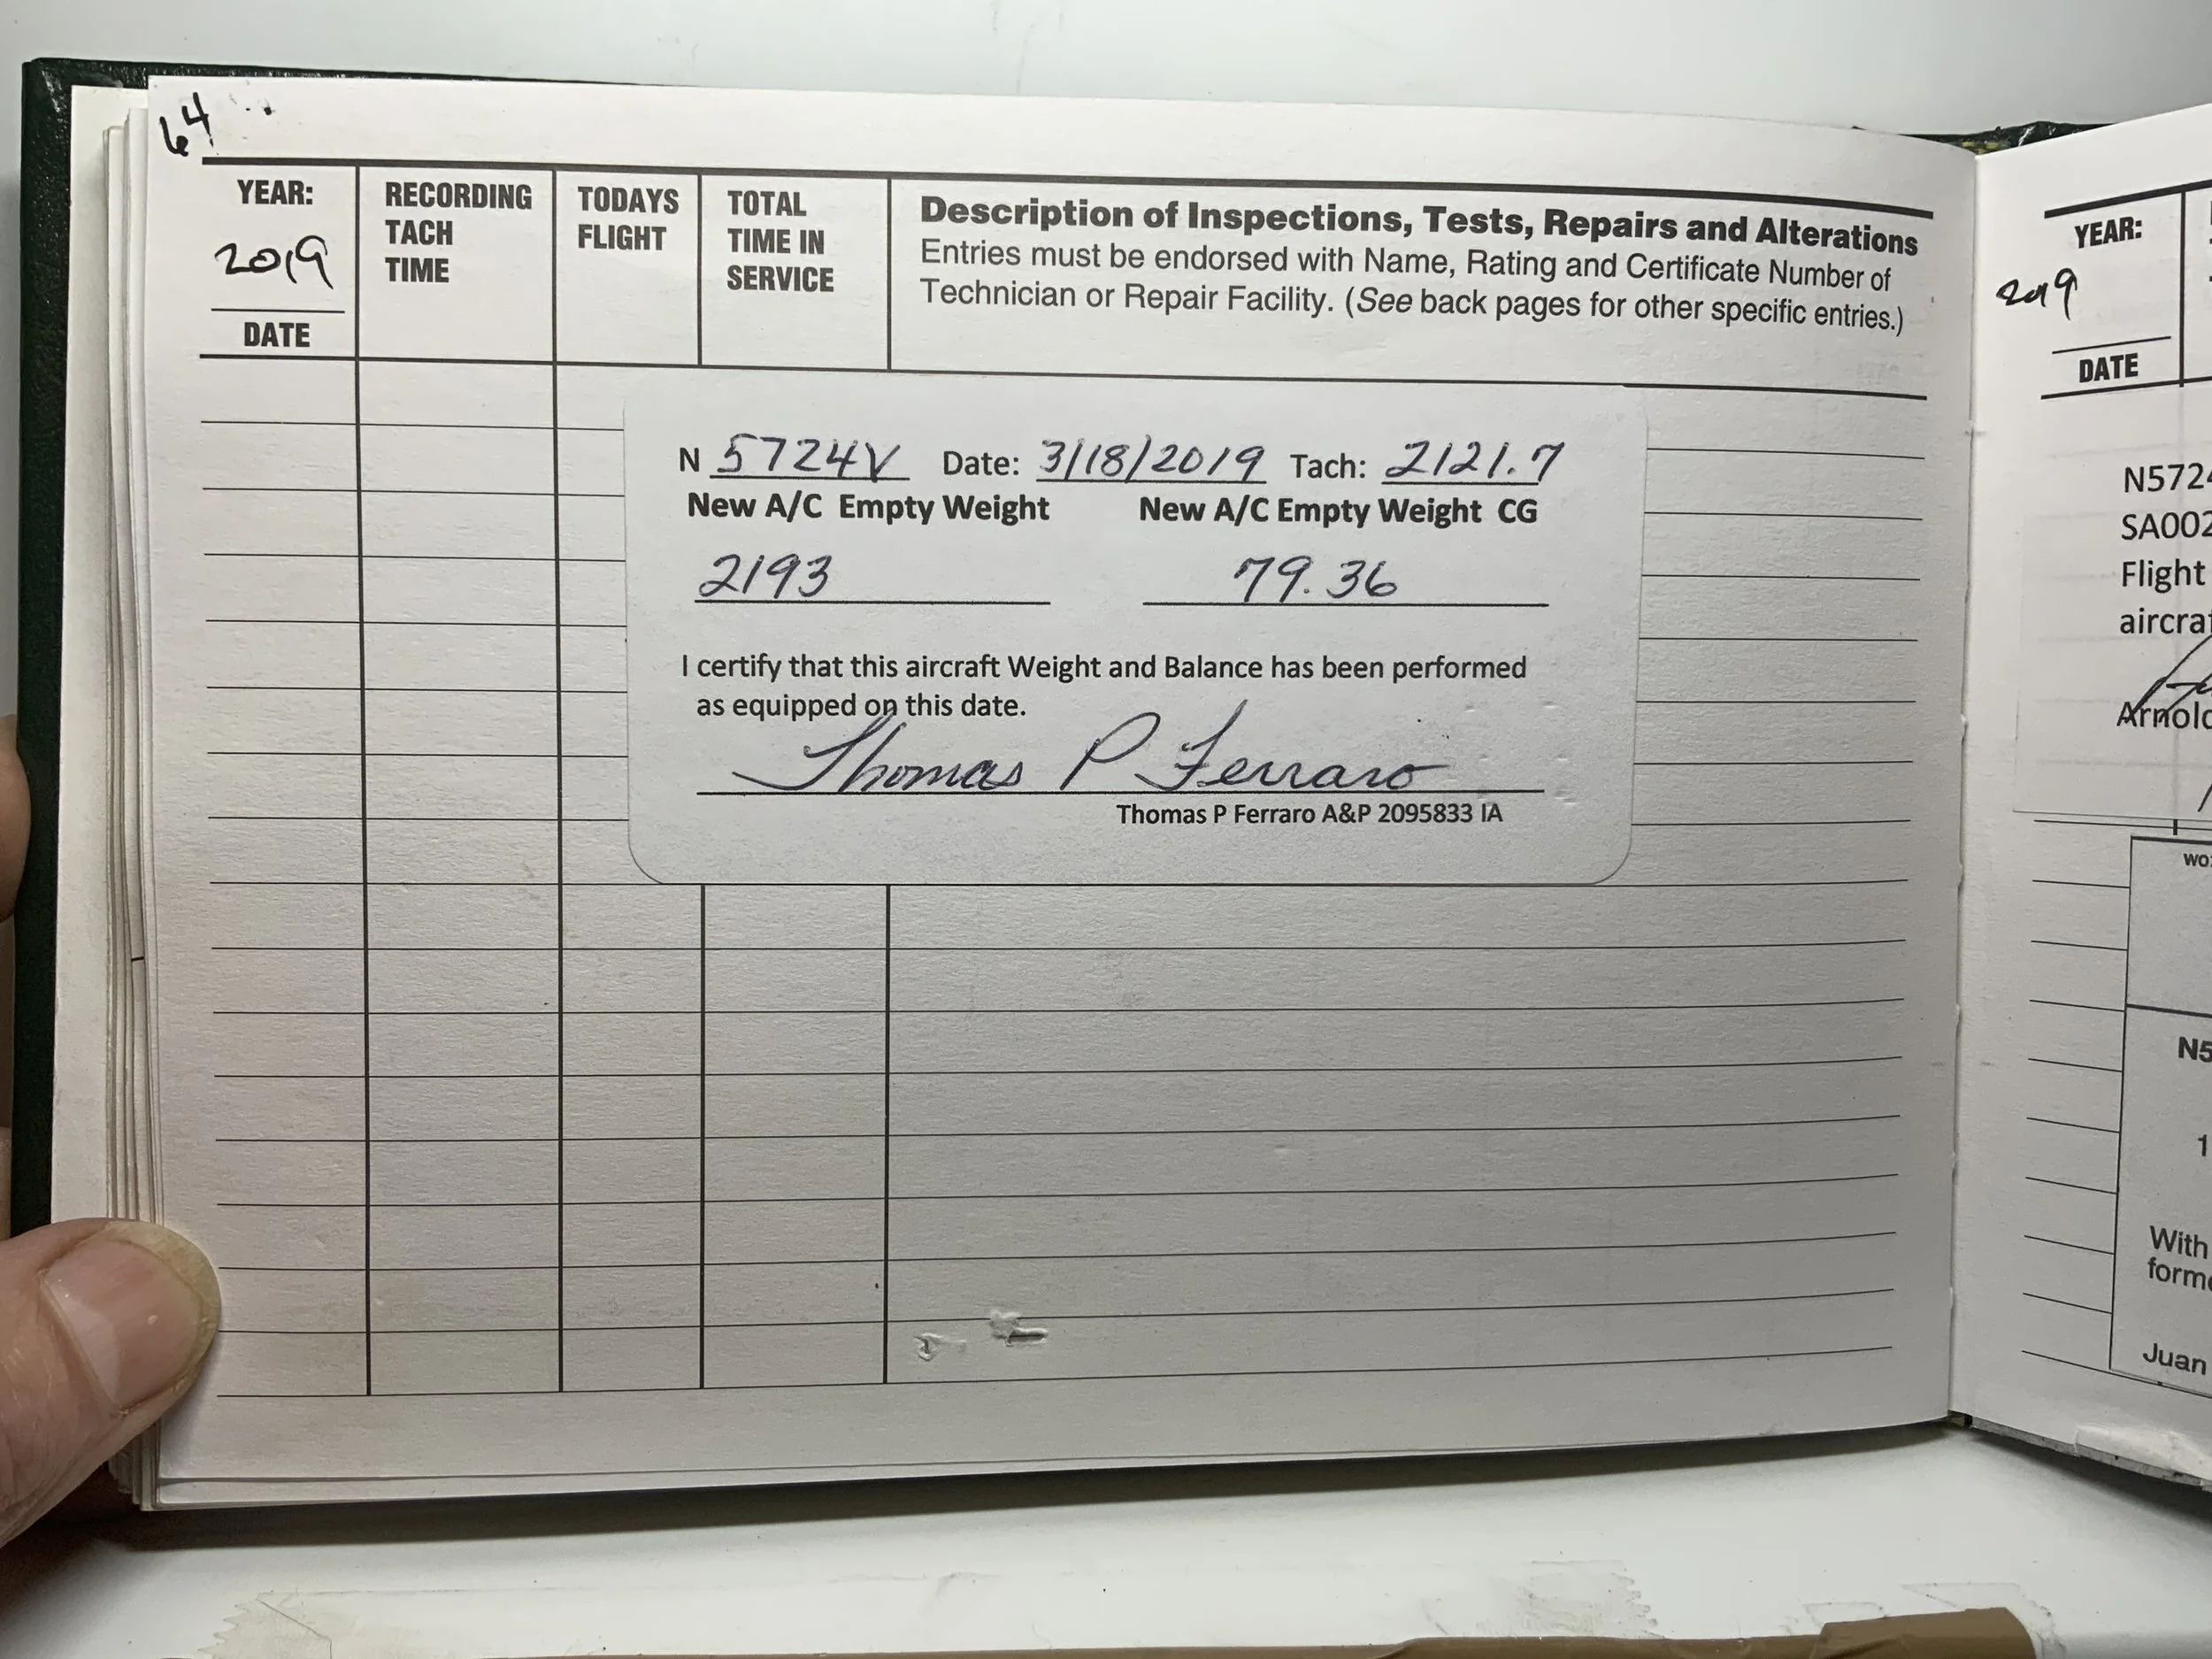 64
YEAR:
2019
DATE
RECORDING
TACH
TIME
TODAYS
FLIGHT
TOTAL
TIME IN
SERVICE
Description of Inspections, Tests, Repairs and Alterations
Entries must be endorsed with Name, Rating and Certificate Number of
Technician or Repair Facility. (See back pages for other specific entries.)
N 5724V Date: 3/18/2019 Tach: 2121.7
New A/C Empty Weight New A/C Empty Weight CG
2193 79.36
I certify that this aircraft Weight and Balance has been performed
as equipped on this date.
Thomas P Ferraro
Thomas P Ferraro A&P 2095833 IA
YEAR:
2019
DATE
N572
SA002
Flight
aircra
Arnol
WO
N5
1
With
form
Juan